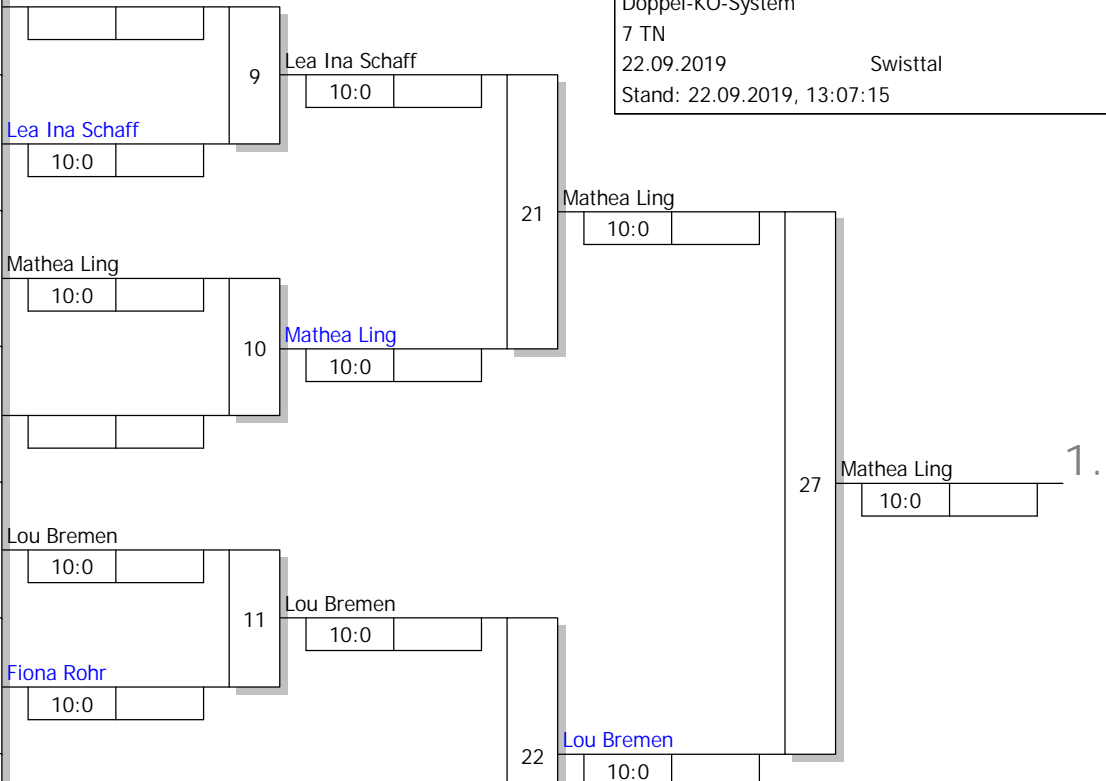 Doppel-KO-System
7 TN
22.09.2019 Swisttal
Stand: 22.09.2019, 13:07:15
9
Lea Ina Schaff
10:0
Lea Ina Schaff
10:0
21
Mathea Ling
10:0
Mathea Ling
10:0
10
Mathea Ling
10:0
27
Mathea Ling
1.
10:0
Lou Bremen
10:0
11
Lou Bremen
10:0
Fiona Rohr
10:0
22
Lou Bremen
10:0